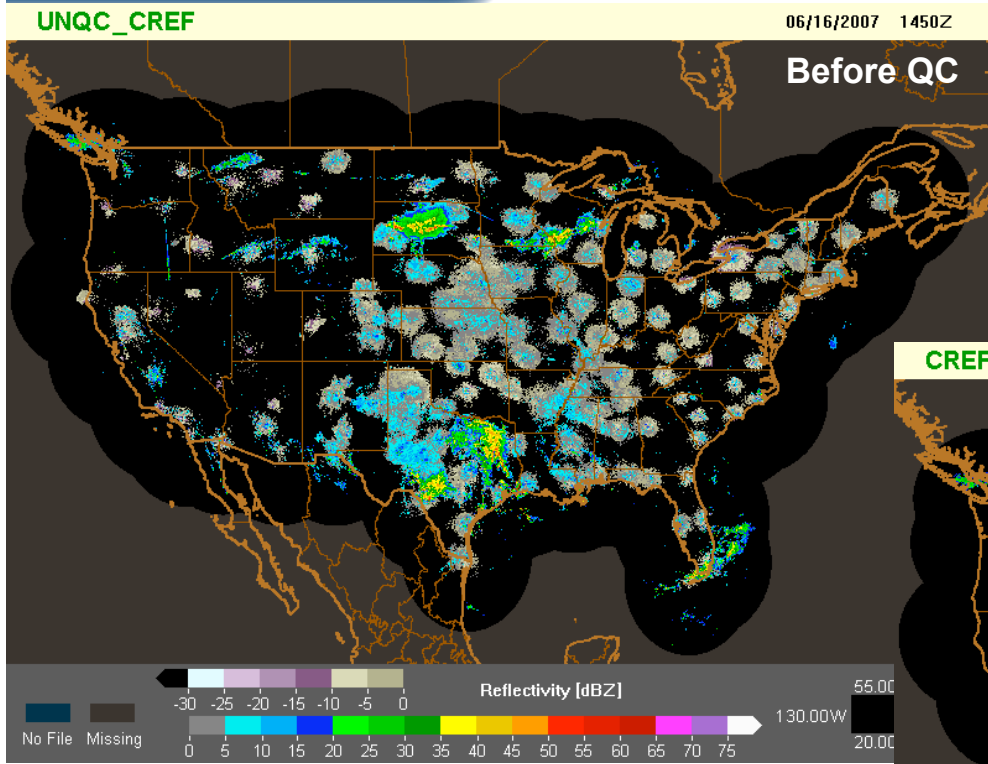 UNQC_CREF
06/16/2007 1450Z
Before QC
CREF
Reflectivity [dBZ]
-30 -25 -20 -15 -10 -5 0
No File Missing
0 5 10 15 20 25 30 35 40 45 50 55 60 65 70 75
130.00W
55.00
20.00